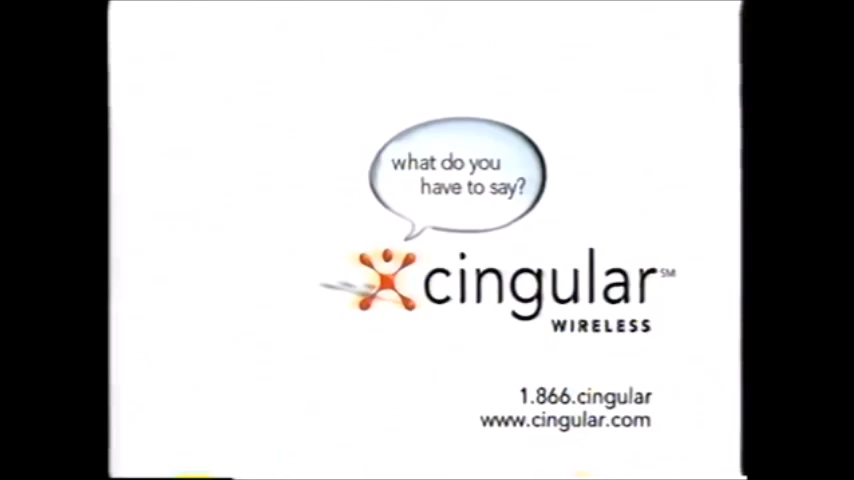 what do you
have to say?
cingular℠
WIRELESS
1.866.cingular
www.cingular.com